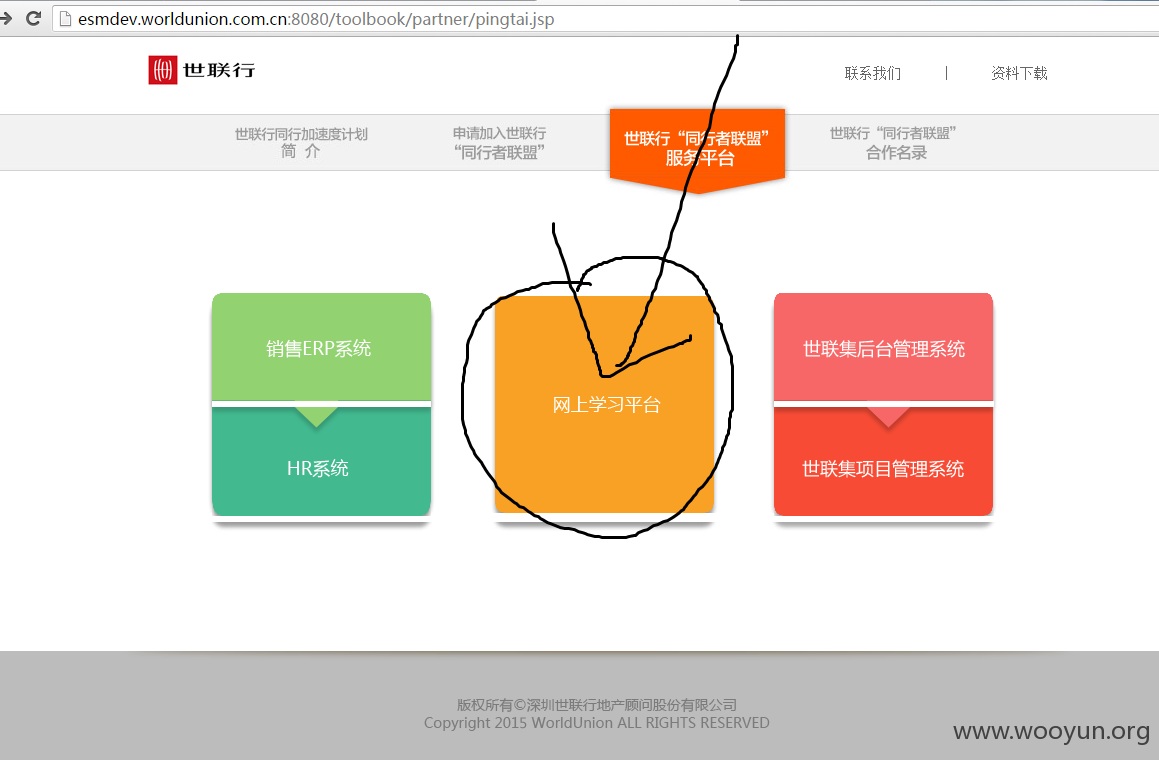 esmdev.worldunion.com.cn:8080/toolbook/partner/pingtai.jsp
世联行
联系我们 | 资料下载
世联行同行加速度计划
简 介
申请加入世联行
“同行者联盟”
世联行“同行者联盟”
服务平台
世联行“同行者联盟”
合作名录
销售ERP系统
HR系统
网上学习平台
世联集后台管理系统
世联集项目管理系统
版权所有©深圳世联行地产顾问股份有限公司
Copyright 2015 WorldUnion ALL RIGHTS RESERVED
www.wooyun.org